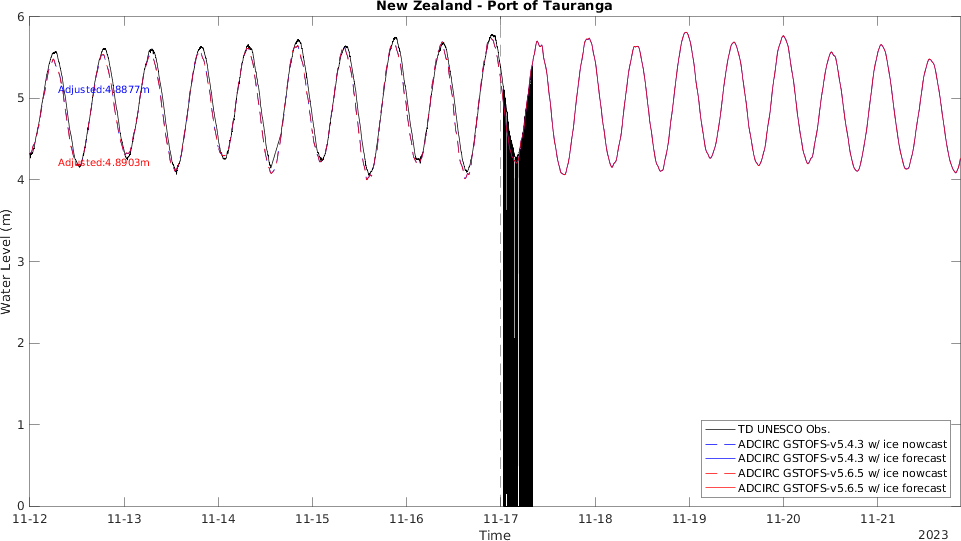 New Zealand - Port of Tauranga
6
5
4
3
2
1
0
Water Level (m)
Adjusted:4.8877m
Adjusted:4.8903m
TD UNESCO Obs.
ADCIRC GSTOFS-v5.4.3 w/ ice nowcast
ADCIRC GSTOFS-v5.4.3 w/ ice forecast
ADCIRC GSTOFS-v5.6.5 w/ ice nowcast
ADCIRC GSTOFS-v5.6.5 w/ ice forecast
11-12 11-13 11-14 11-15 11-16 11-17 11-18 11-19 11-20 11-21
Time
2023